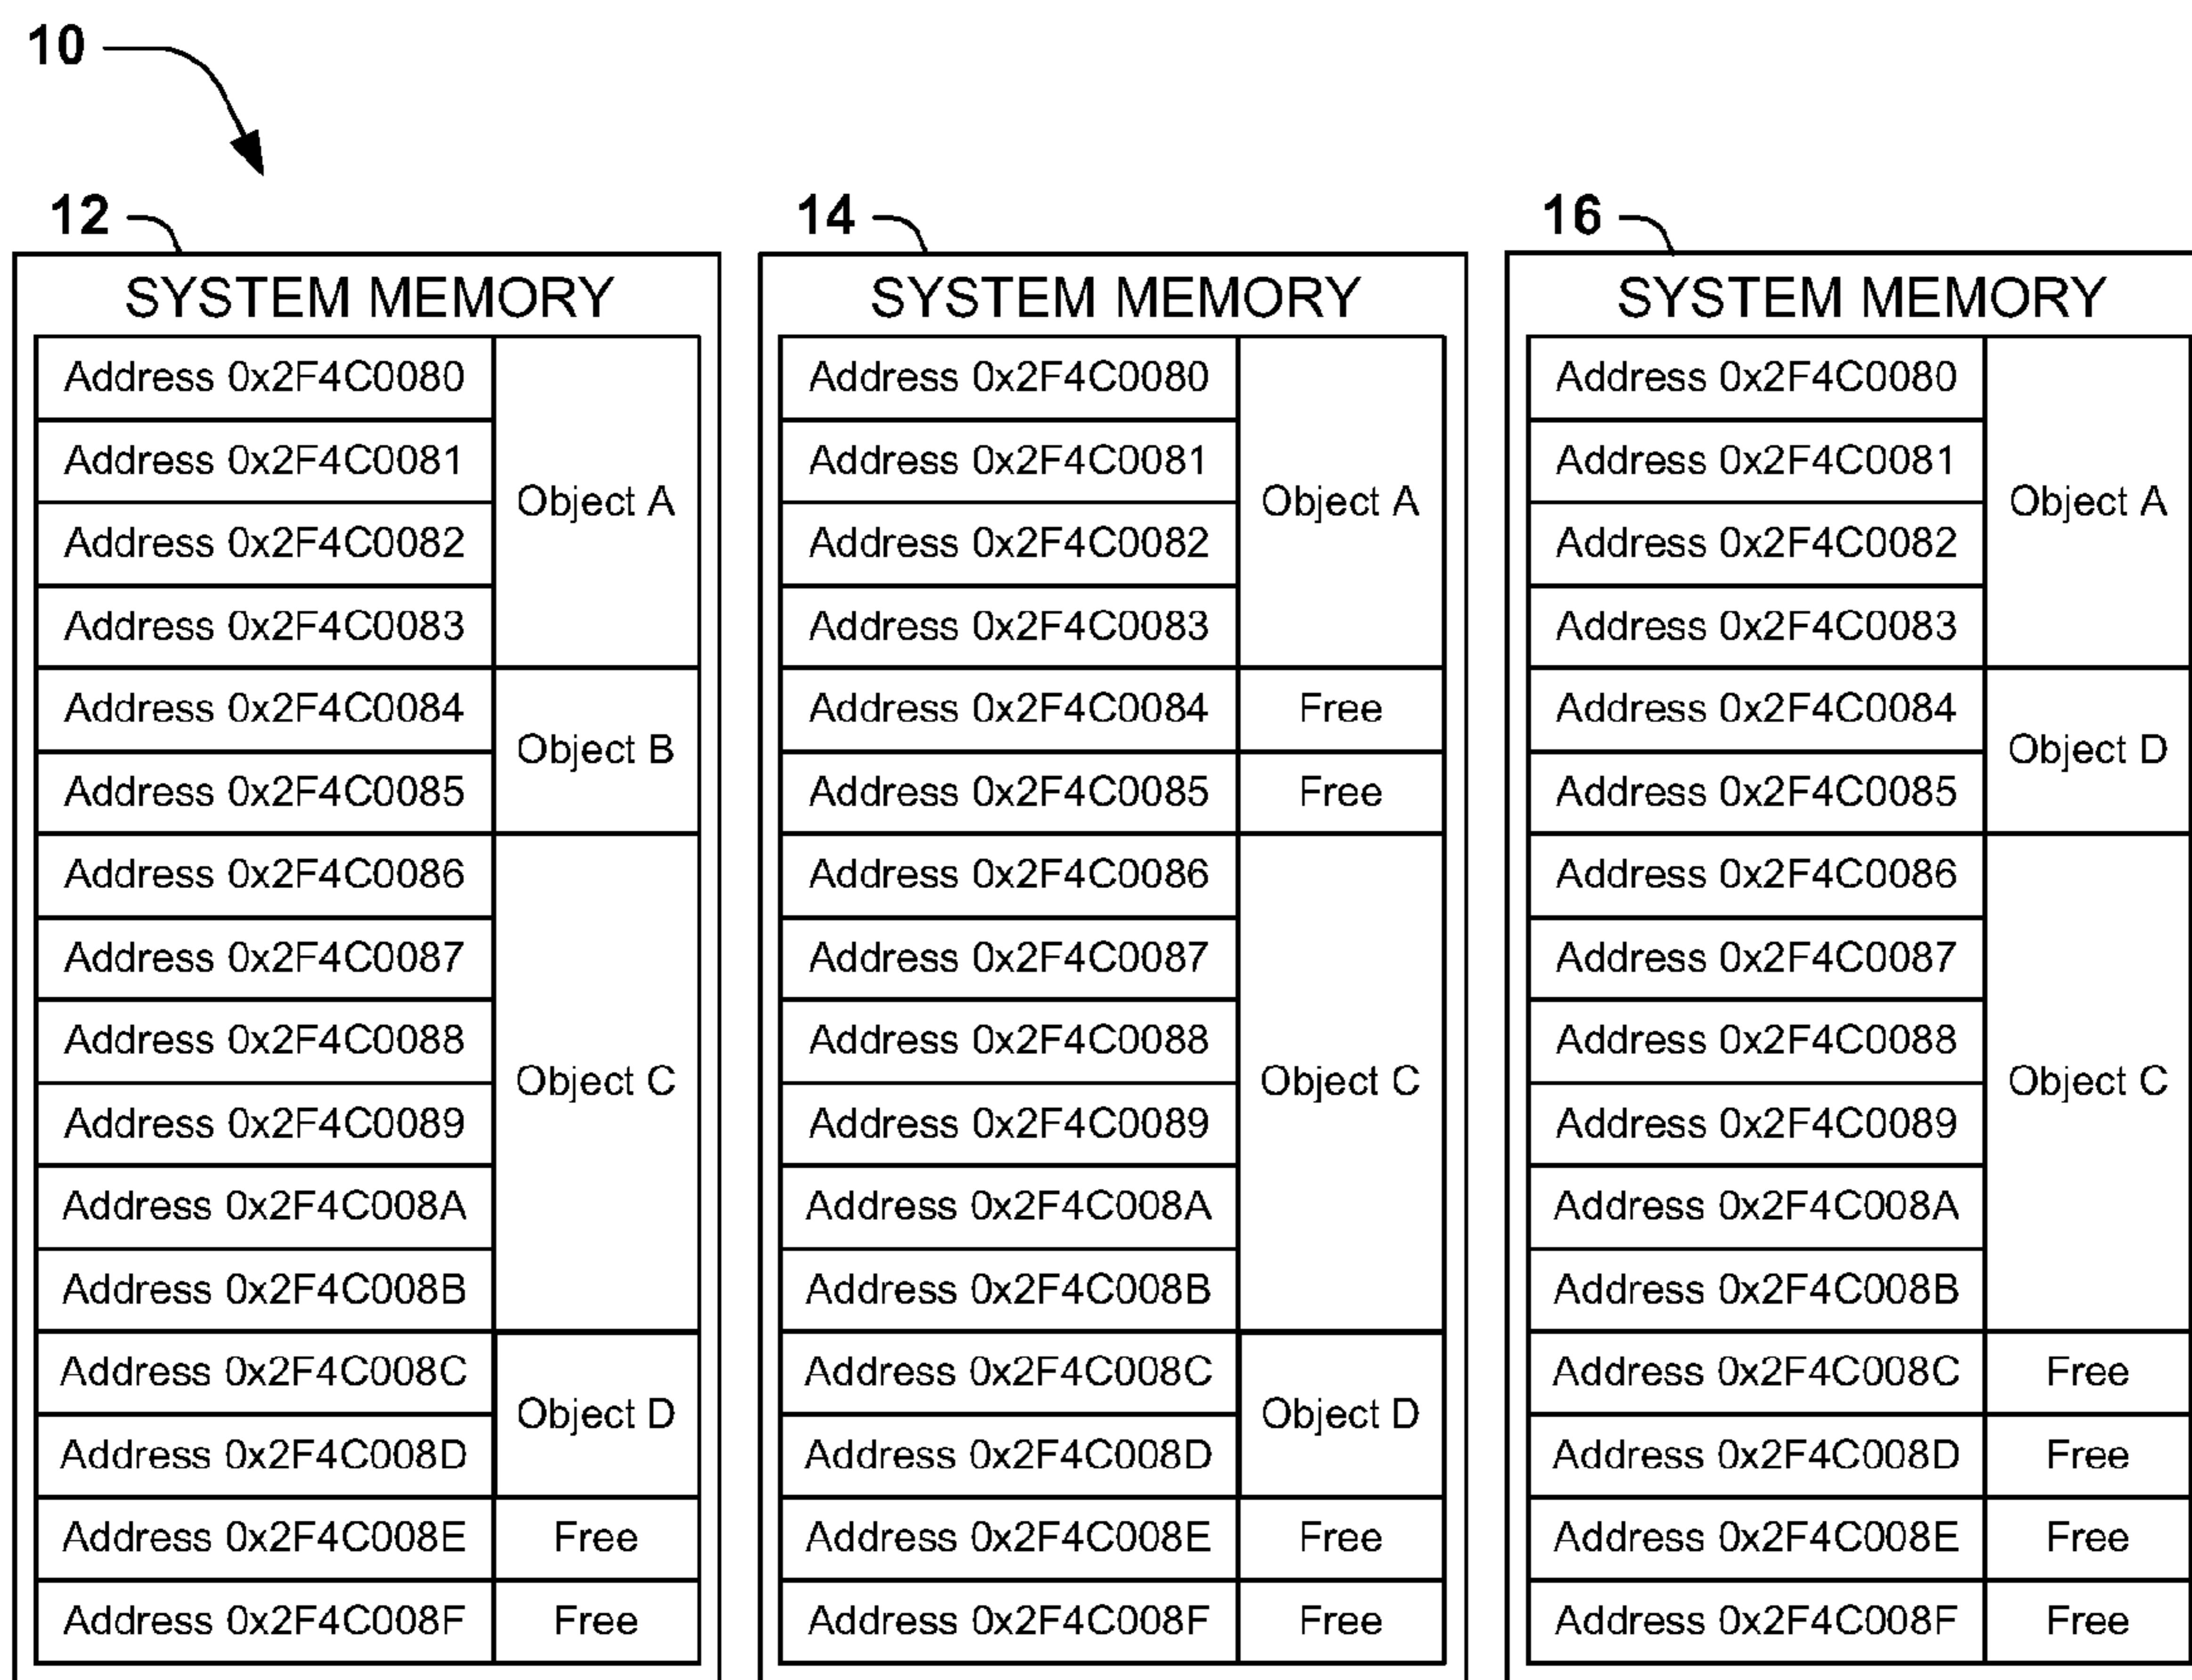 10
12
14
16
SYSTEM MEMORY
Address 0x2F4C0080
Address 0x2F4C0081
Address 0x2F4C0082
Address 0x2F4C0083
Object A
Address 0x2F4C0084
Address 0x2F4C0085
Object B
Address 0x2F4C0086
Address 0x2F4C0087
Address 0x2F4C0088
Address 0x2F4C0089
Address 0x2F4C008A
Address 0x2F4C008B
Object C
Address 0x2F4C008C
Address 0x2F4C008D
Object D
Address 0x2F4C008E Free
Address 0x2F4C008F Free
SYSTEM MEMORY
Address 0x2F4C0080
Address 0x2F4C0081
Address 0x2F4C0082
Address 0x2F4C0083
Object A
Address 0x2F4C0084 Free
Address 0x2F4C0085 Free
Address 0x2F4C0086
Address 0x2F4C0087
Address 0x2F4C0088
Address 0x2F4C0089
Address 0x2F4C008A
Address 0x2F4C008B
Object C
Address 0x2F4C008C
Address 0x2F4C008D
Object D
Address 0x2F4C008E Free
Address 0x2F4C008F Free
SYSTEM MEMORY
Address 0x2F4C0080
Address 0x2F4C0081
Address 0x2F4C0082
Address 0x2F4C0083
Object A
Address 0x2F4C0084
Address 0x2F4C0085
Object D
Address 0x2F4C0086
Address 0x2F4C0087
Address 0x2F4C0088
Address 0x2F4C0089
Address 0x2F4C008A
Address 0x2F4C008B
Object C
Address 0x2F4C008C Free
Address 0x2F4C008D Free
Address 0x2F4C008E Free
Address 0x2F4C008F Free